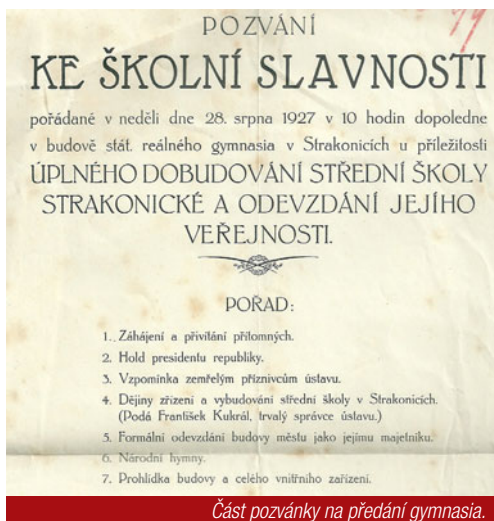 79
POZVÁNÍ
KE ŠKOLNÍ SLAVNOSTI
pořádané v neděli dne 28. srpna 1927 v 10 hodin dopoledne
v budově stát. reálného gymnasia v Strakonicích u příležitosti
ÚPLNÉHO DOBUDOVÁNÍ STŘEDNÍ ŠKOLY
STRAKONICKÉ A ODEVZDÁNÍ JEJÍHO
VEŘEJNOSTI.
POŘAD:
1. Záhájení a přivítání přítomných.
2. Hold presidentu republiky.
3. Vzpomínka zemřelým příznivcům ústavu.
4. Dějiny zřízení a vybudování střední školy v Strakonicích.
(Podá František Kukrál, trvalý správce ústavu.)
5. Formální odevzdání budovy městu jako jejímu majetníku.
6. Národní hymny.
7. Prohlídka budovy a celého vnitřního zařízení.
Část pozvánky na předání gymnasia.